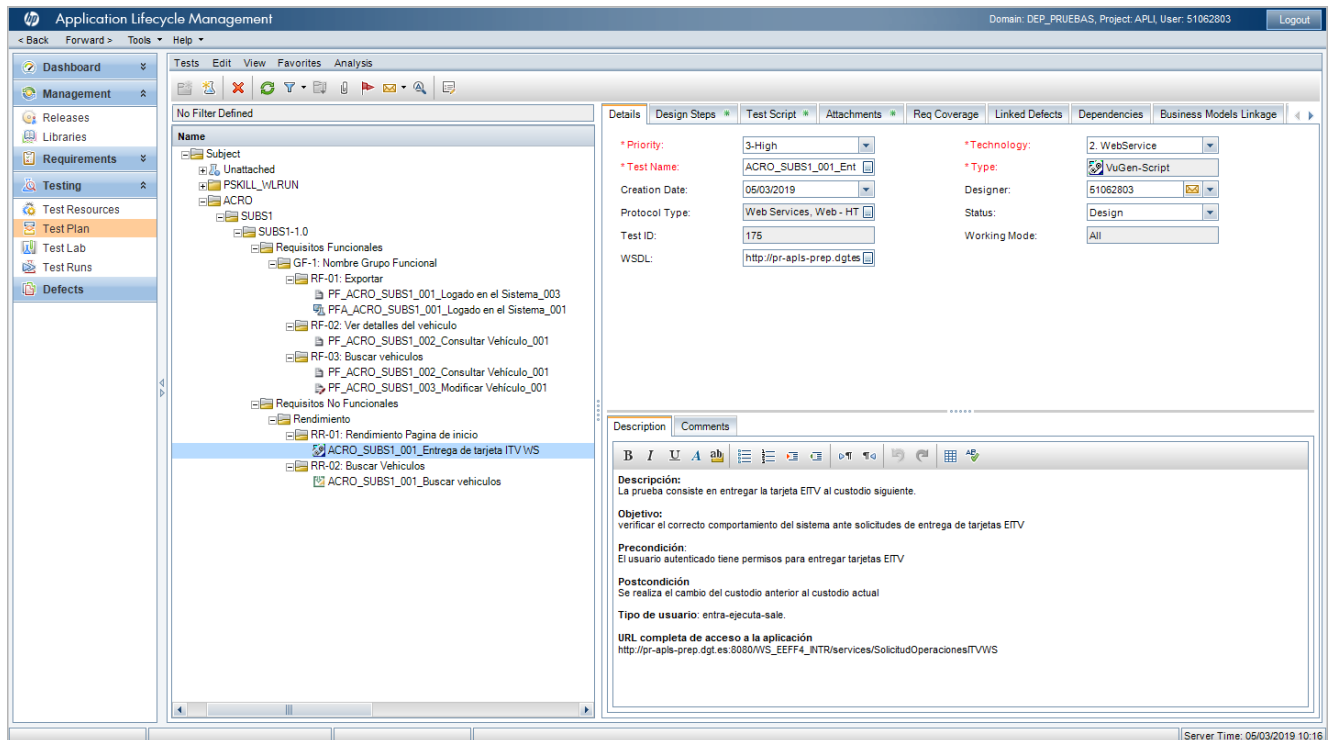 hp Application Lifecycle Management
Domain: DEP_PRUEBAS, Project: APLI, User: 51062803
Logout
< Back Forward > Tools Help
Dashboard
Management
Releases
Libraries
Requirements
Testing
Test Resources
Test Plan
Test Lab
Test Runs
Defects
Tests Edit View Favorites Analysis
No Filter Defined
Name
Subject
Unattached
PSKILL_WLRUN
ACRO
SUBS1
SUBS1-1.0
Requisitos Funcionales
GF-1: Nombre Grupo Funcional
RF-01: Exportar
PF_ACRO_SUBS1_001_Logado en el Sistema_003
PFA_ACRO_SUBS1_001_Logado en el Sistema_001
RF-02: Ver detalles del vehiculo
PF_ACRO_SUBS1_002_Consultar Vehículo_001
RF-03: Buscar vehiculos
PF_ACRO_SUBS1_002_Consultar Vehículo_001
PF_ACRO_SUBS1_003_Modificar Vehículo_001
Requisitos No Funcionales
Rendimiento
RR-01: Rendimiento Pagina de inicio
ACRO_SUBS1_001_Entrega de tarjeta ITV WS
RR-02: Buscar Vehiculos
ACRO_SUBS1_001_Buscar vehiculos
Details Design Steps * Test Script * Attachments * Req Coverage Linked Defects Dependencies Business Models Linkage
* Priority: 3-High * Technology: 2. WebService
* Test Name: ACRO_SUBS1_001_Ent * Type: VuGen-Script
Creation Date: 05/03/2019 Designer: 51062803
Protocol Type: Web Services, Web - HT Status: Design
Test ID: 175 Working Mode: All
WSDL: http://pr-apls-prep.dgtes
Description Comments
B I U A ab
Descripción:
La prueba consiste en entregar la tarjeta EITV al custodio siguiente.
Objetivo:
verificar el correcto comportamiento del sistema ante solicitudes de entrega de tarjetas EITV
Precondición:
El usuario autenticado tiene permisos para entregar tarjetas EITV
Postcondición
Se realiza el cambio del custodio anterior al custodio actual
Tipo de usuario: entra-ejecuta-sale.
URL completa de acceso a la aplicación
http://pr-apls-prep.dgt.es:8080/WS_EEFF4_INTR/services/SolicitudOperacionesITVWS
Server Time: 05/03/2019 10:16